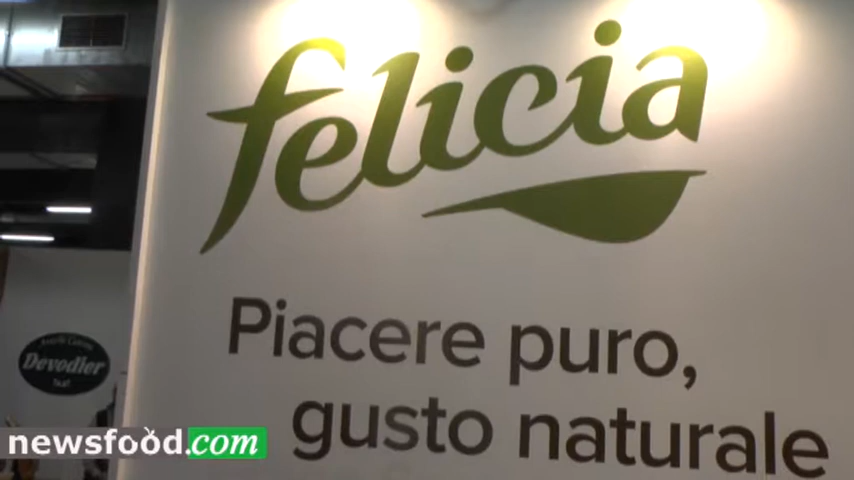 felicia
Piacere puro,
gusto naturale
Devodier
newsfood.com